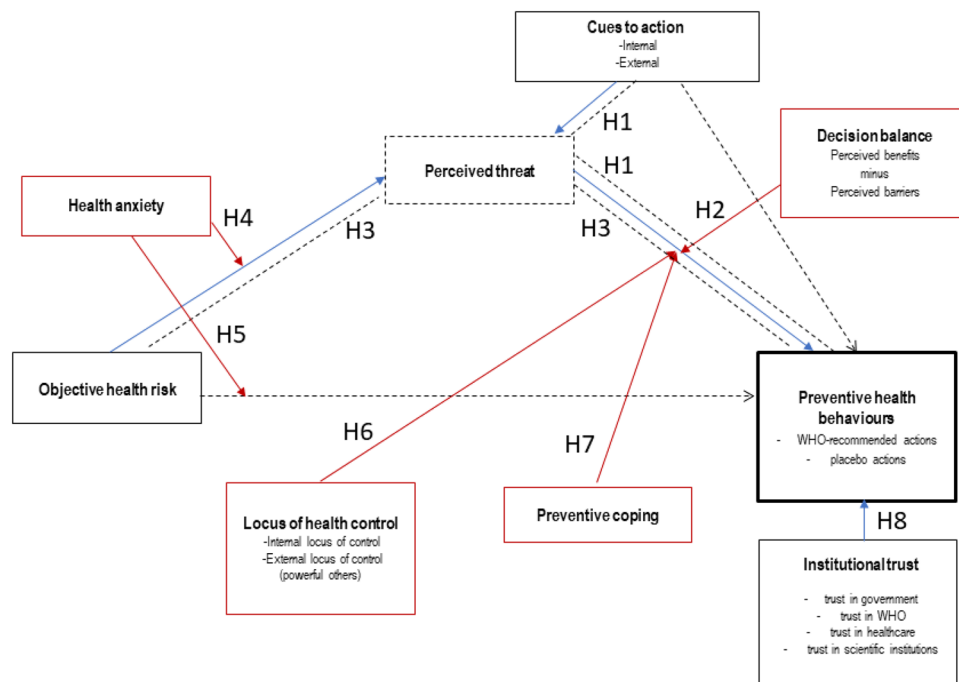 Cues to action
-Internal
-External
H1
Decision balance
Perceived benefits
minus
Perceived barriers
Perceived threat
H1
H2
Health anxiety
H4
H3
H3
H5
Objective health risk
Preventive health
behaviours
- WHO-recommended actions
- placebo actions
H6
H7
Locus of health control
-Internal locus of control
-External locus of control
(powerful others)
Preventive coping
H8
Institutional trust
- trust in government
- trust in WHO
- trust in healthcare
- trust in scientific institutions